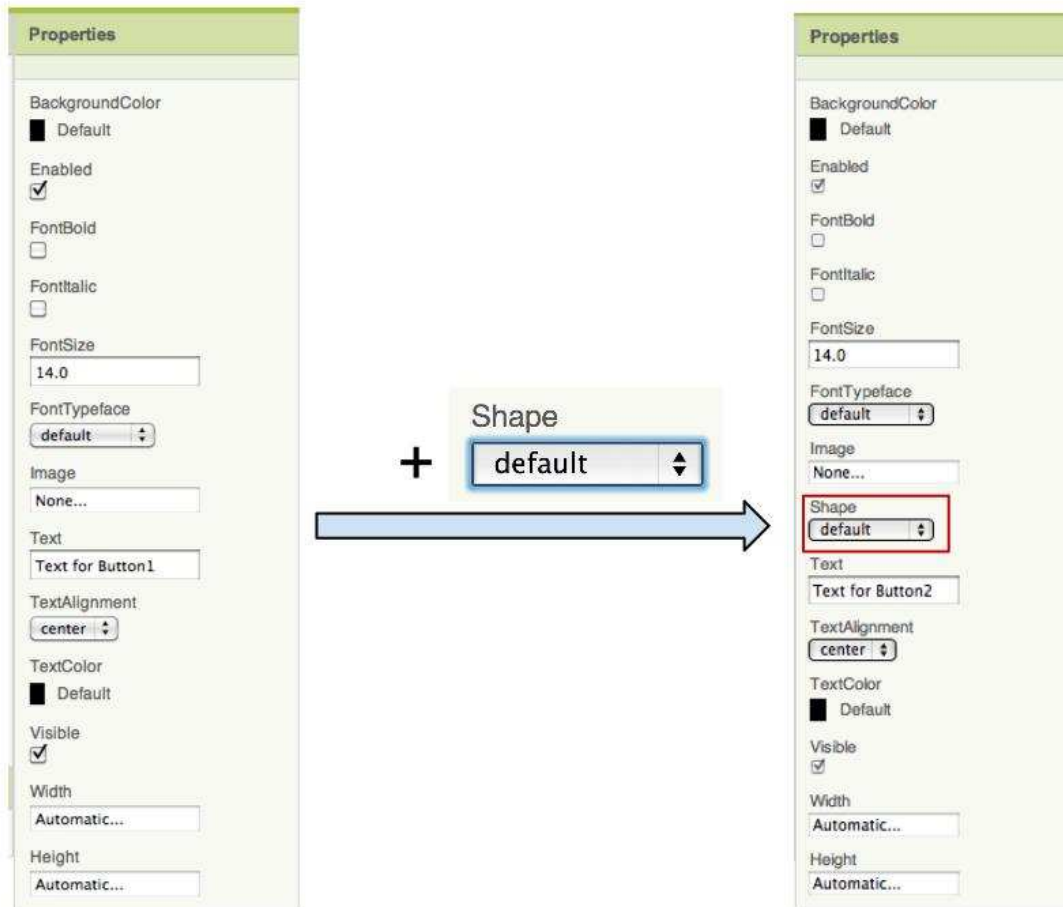 Properties
BackgroundColor
Default
Enabled
FontBold
FontItalic
FontSize
14.0
FontTypeface
default
Image
None...
Text
Text for Button1
TextAlignment
center
TextColor
Default
Visible
Width
Automatic...
Height
Automatic...
+
Shape
default
Properties
BackgroundColor
Default
Enabled
FontBold
FontItalic
FontSize
14.0
FontTypeface
default
Image
None...
Shape
default
Text
Text for Button2
TextAlignment
center
TextColor
Default
Visible
Width
Automatic...
Height
Automatic...